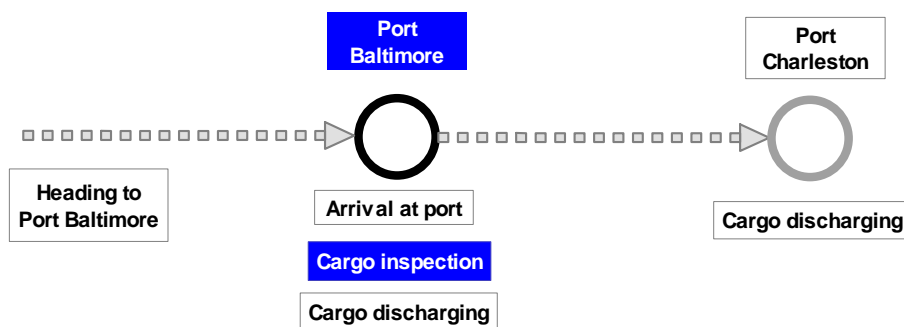 Port
Baltimore
Port
Charleston
Heading to
Port Baltimore
Arrival at port
Cargo discharging
Cargo inspection
Cargo discharging